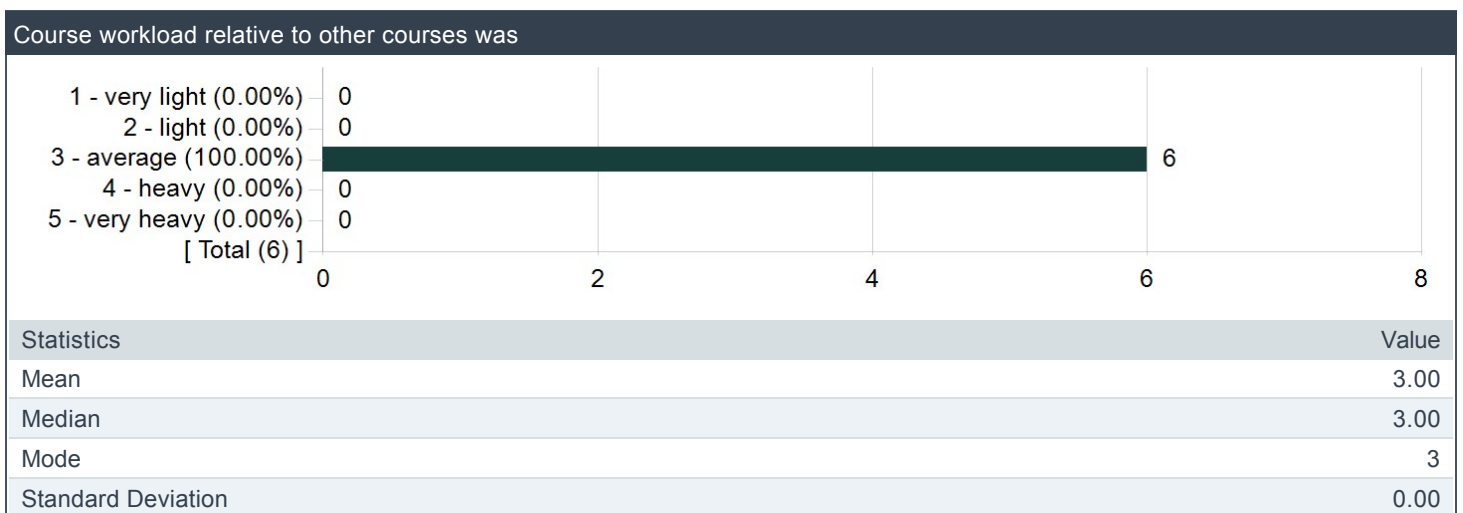 Course workload relative to other courses was
1 - very light (0.00%) 0
2 - light (0.00%) 0
3 - average (100.00%) 6
4 - heavy (0.00%) 0
5 - very heavy (0.00%) 0
[ Total (6) ]
0 2 4 6 8
Statistics Value
Mean 3.00
Median 3.00
Mode 3
Standard Deviation 0.00